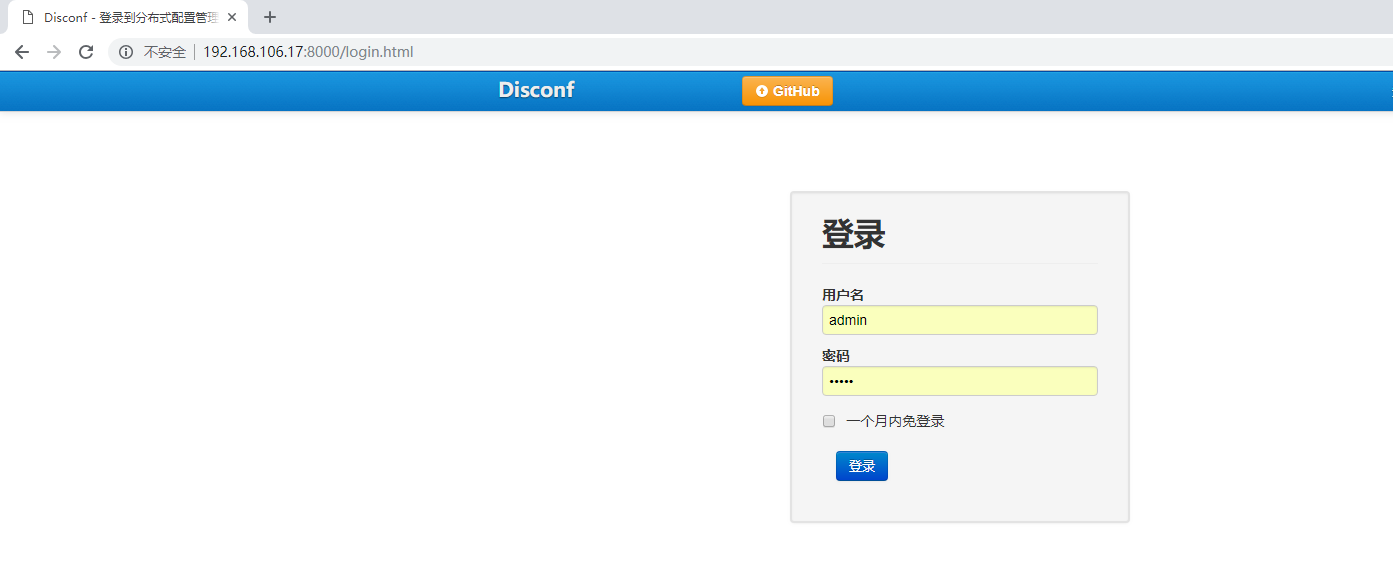 Disconf - 登录到分布式配置管理
不安全 192.168.106.17:8000/login.html
Disconf GitHub
登录
用户名
admin
密码
•••••
一个月内免登录
登录